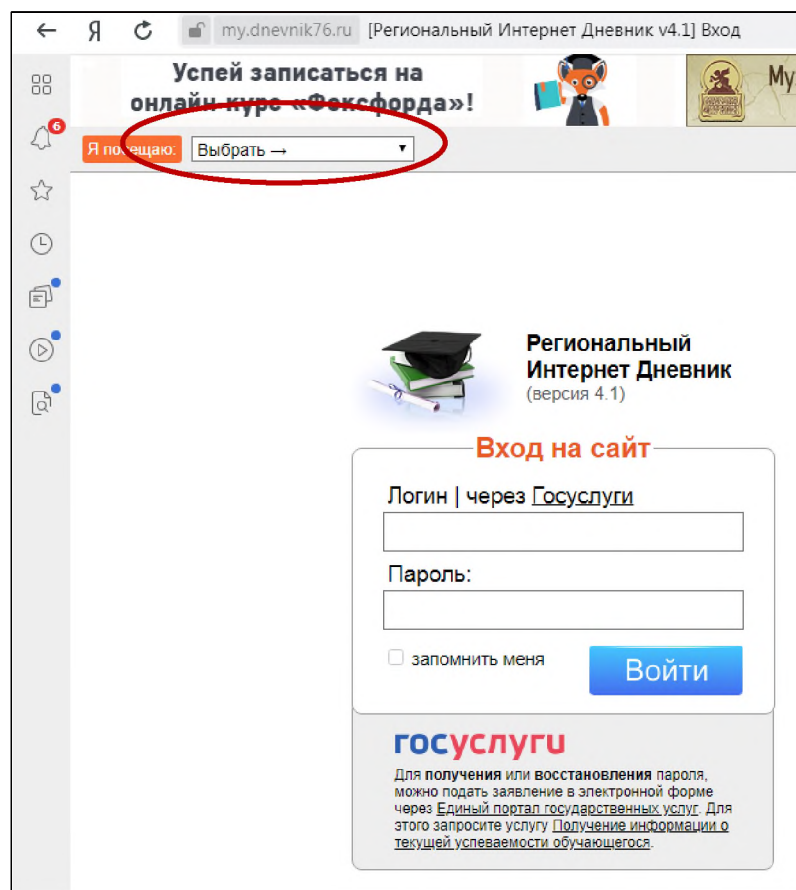 Я my.dnevnik76.ru [Региональный Интернет Дневник v4.1] Вход
Успей записаться на
онлайн-курс «Фоксфорда»!
Му
6
Я посещаю: Выбрать →
Региональный
Интернет Дневник
(версия 4.1)
Вход на сайт
Логин | через Госуслуги
Пароль:
запомнить меня
Войти
госуслуги
Для получения или восстановления пароля,
можно подать заявление в электронной форме
через Единый портал государственных услуг. Для
этого запросите услугу Получение информации о
текущей успеваемости обучающегося.